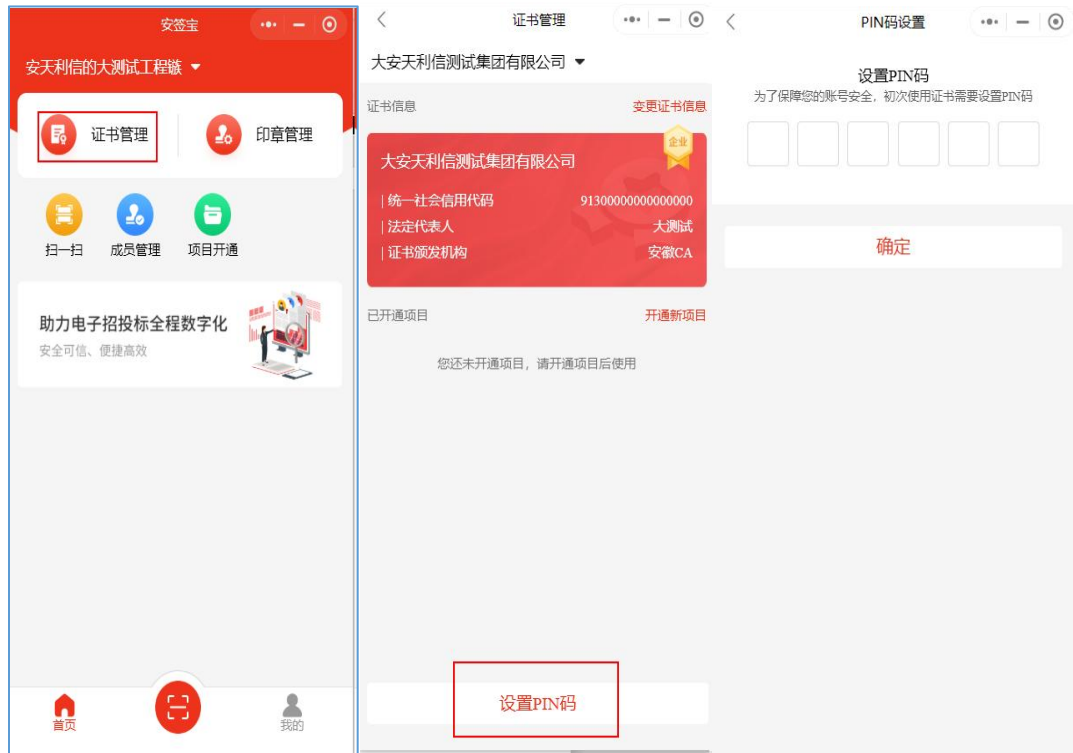 安签宝
安天利信的大测试工程链
证书管理
印章管理
扫一扫
成员管理
项目开通
助力电子招投标全程数字化
安全可信、便捷高效
首页
我的
证书管理
大安天利信测试集团有限公司
证书信息
变更证书信息
企业
大安天利信测试集团有限公司
|统一社会信用代码 91300000000000000
|法定代表人 大测试
|证书颁发机构 安徽CA
已开通项目
开通新项目
您还未开通项目，请开通项目后使用
设置PIN码
PIN码设置
设置PIN码
为了保障您的账号安全，初次使用证书需要设置PIN码
确定